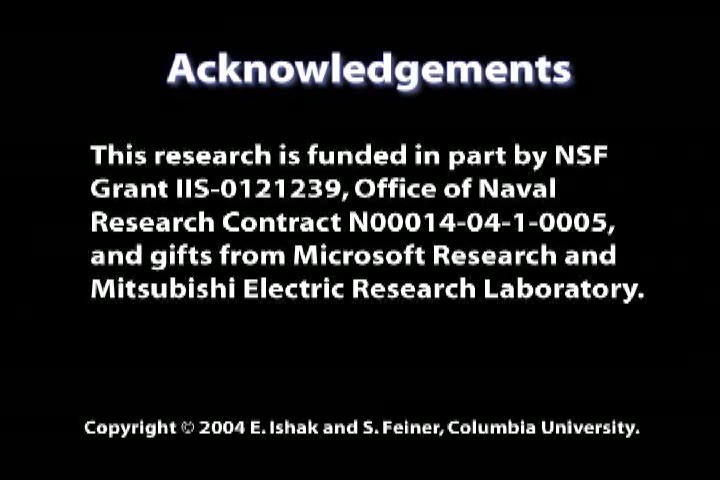 Acknowledgements
This research is funded in part by NSF
Grant IIS-0121239, Office of Naval
Research Contract N00014-04-1-0005,
and gifts from Microsoft Research and
Mitsubishi Electric Research Laboratory.
Copyright © 2004 E. Ishak and S. Feiner, Columbia University.